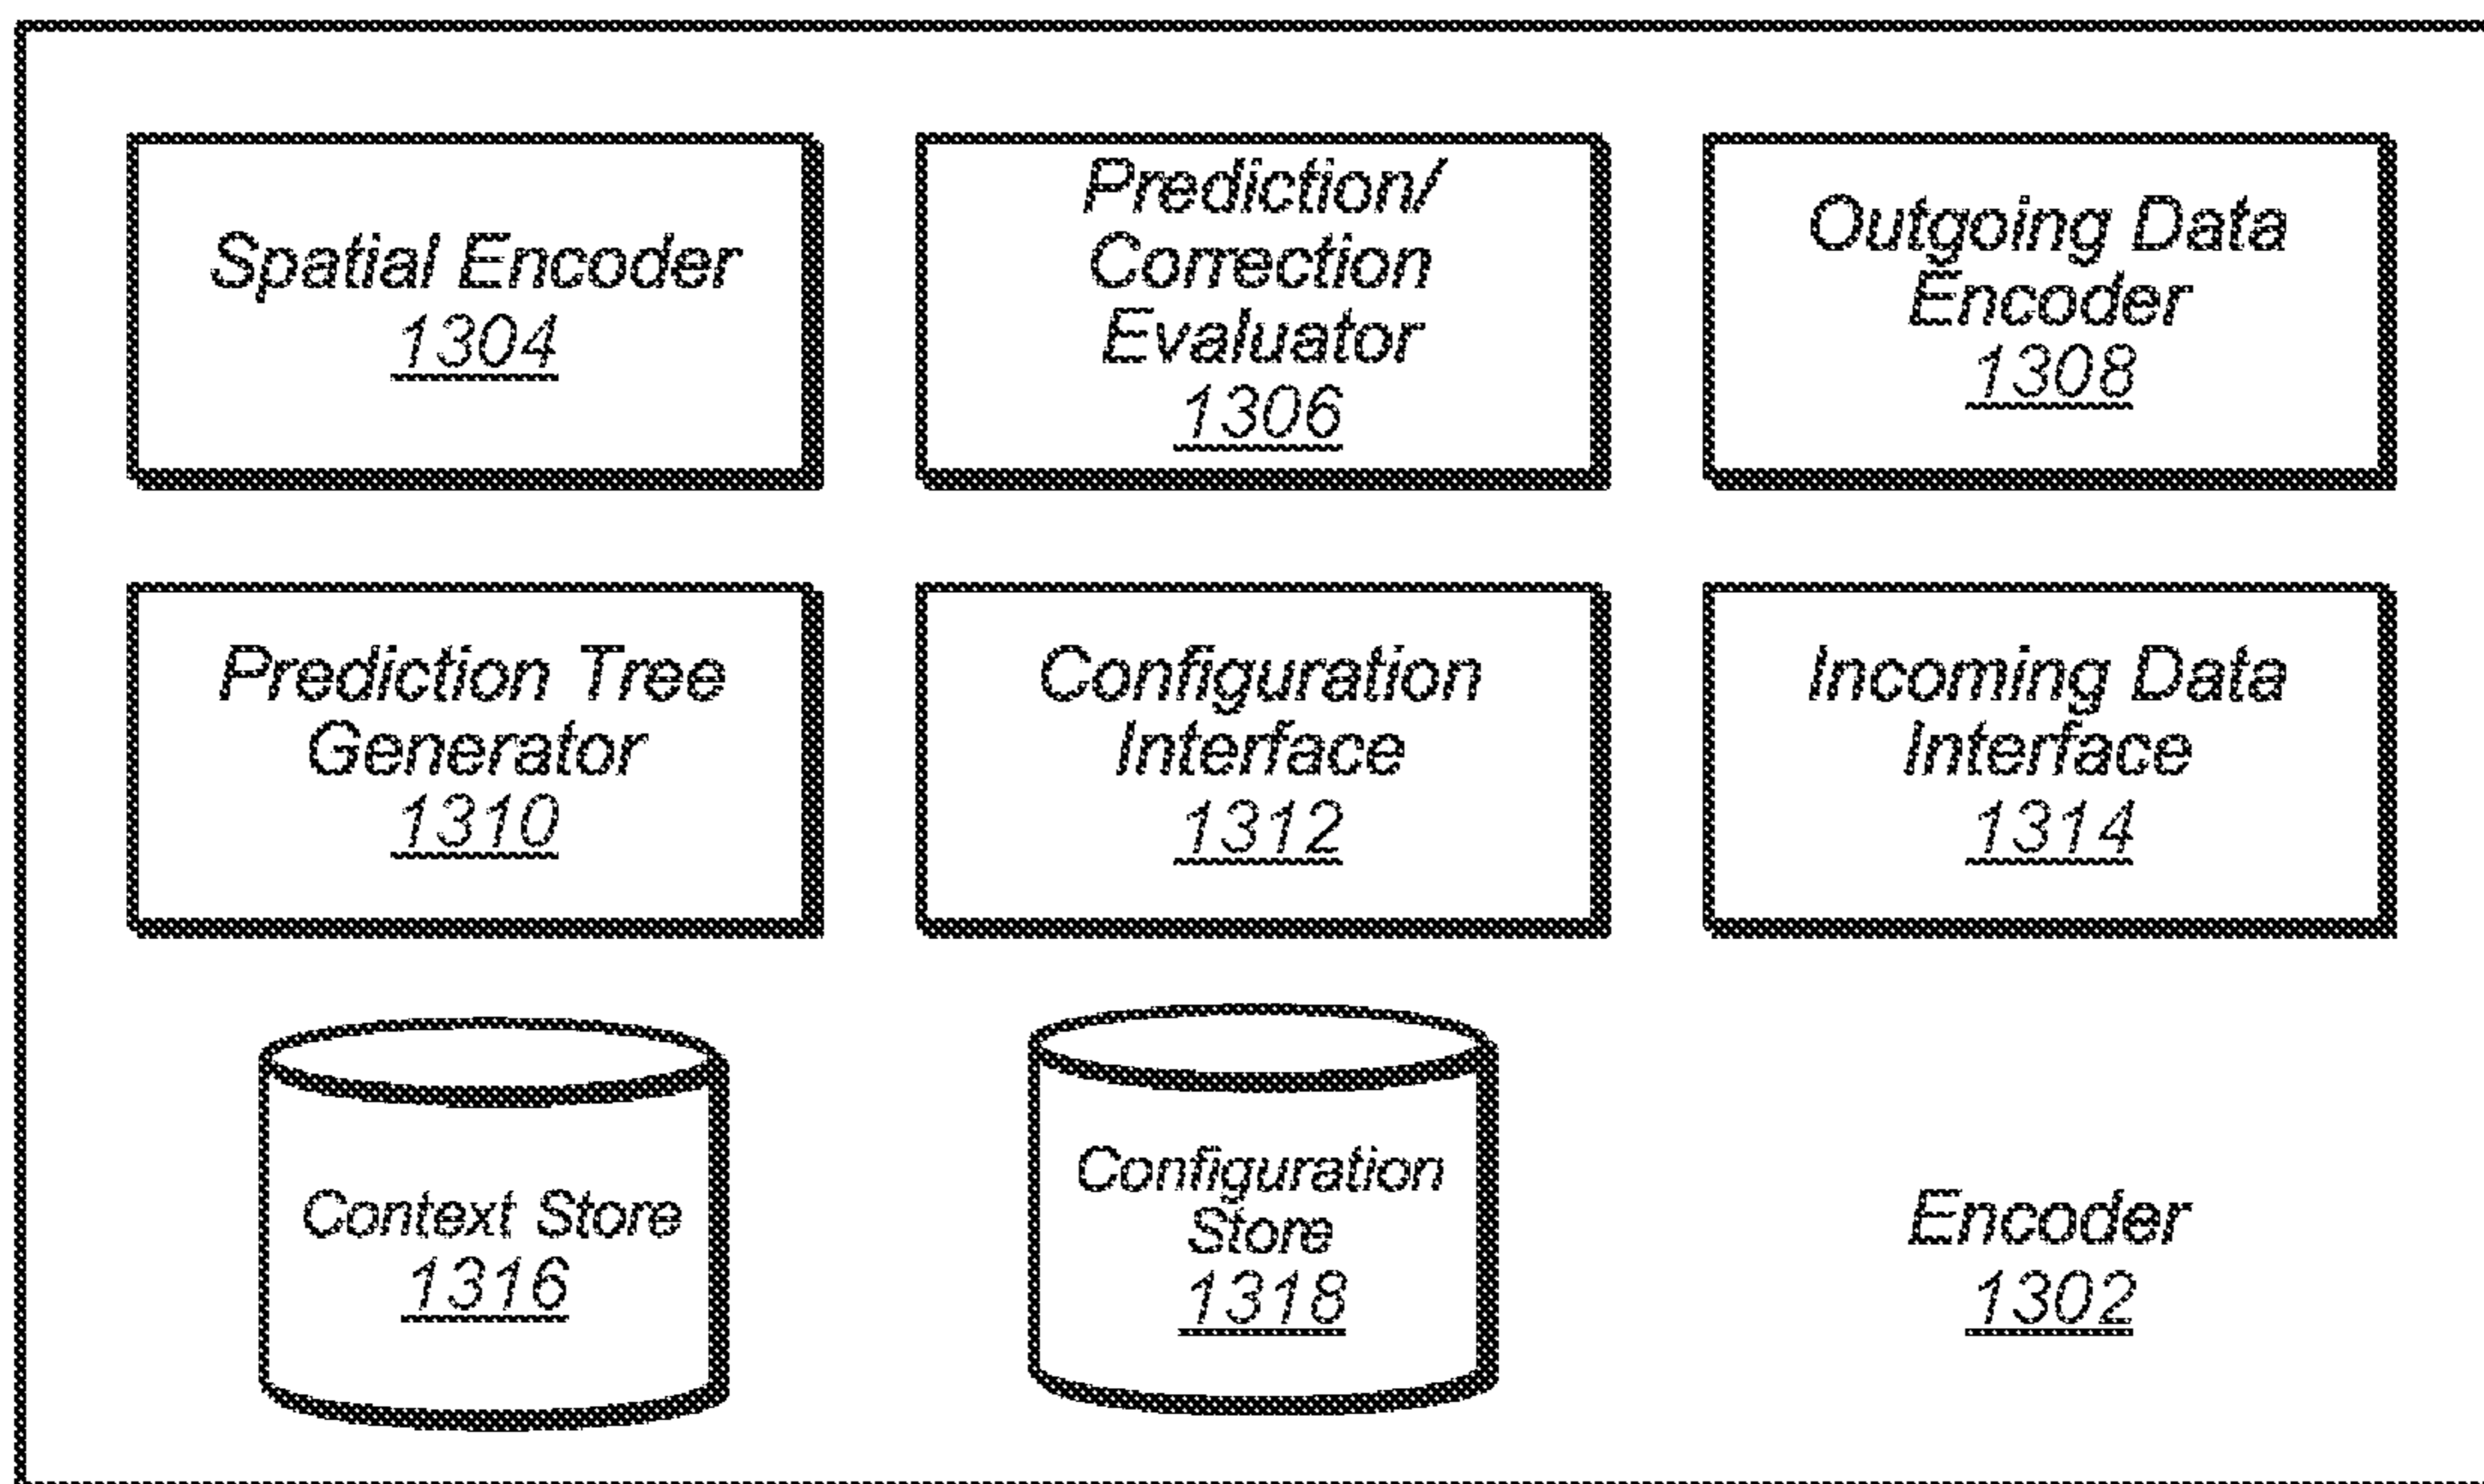 Spatial Encoder
1304
Prediction/
Correction
Evaluator
1306
Outgoing Data
Encoder
1308
Prediction Tree
Generator
1310
Configuration
Interface
1312
Incoming Data
Interface
1314
Context Store
1316
Configuration
Store
1318
Encoder
1302